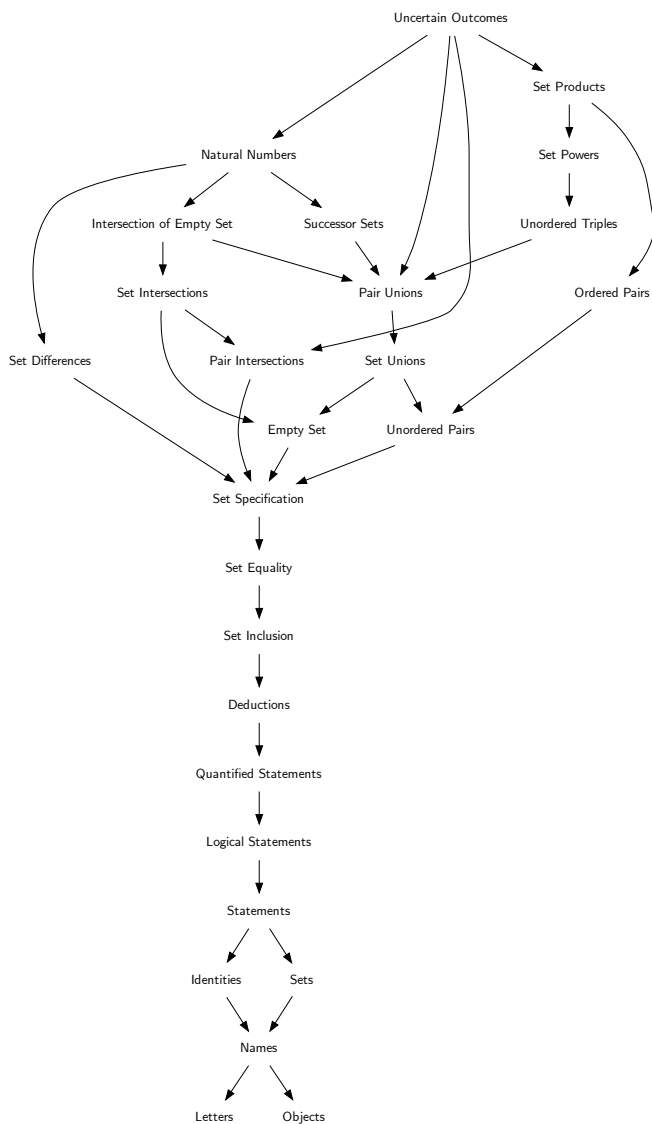 Uncertain Outcomes
Set Products
Natural Numbers
Set Powers
Intersection of Empty Set
Successor Sets
Unordered Triples
Set Intersections
Pair Unions
Ordered Pairs
Set Differences
Pair Intersections
Set Unions
Empty Set
Unordered Pairs
Set Specification
Set Equality
Set Inclusion
Deductions
Quantified Statements
Logical Statements
Statements
Identities
Sets
Names
Letters
Objects